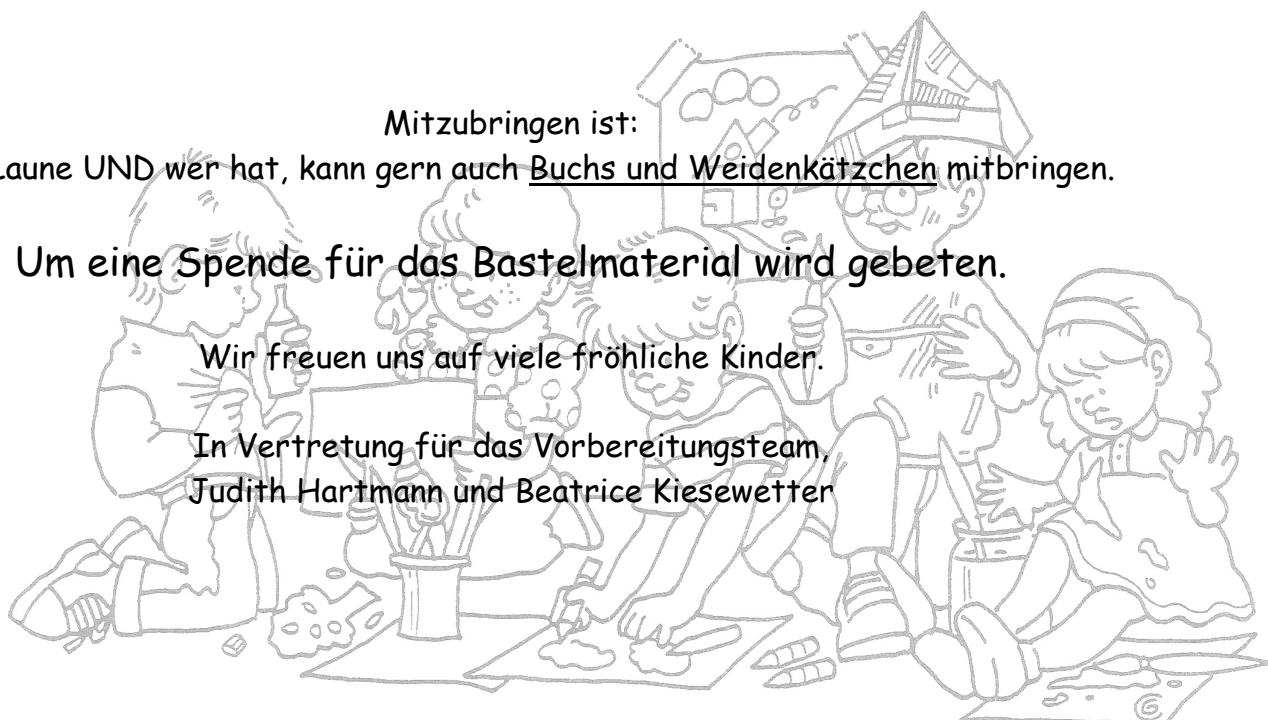 Mitzubringen ist:
Laune UND wer hat, kann gern auch Buchs und Weidenkätzchen mitbringen.
Um eine Spende für das Bastelmaterial wird gebeten.
Wir freuen uns auf viele fröhliche Kinder.
In Vertretung für das Vorbereitungsteam,
Judith Hartmann und Beatrice Kiesewetter